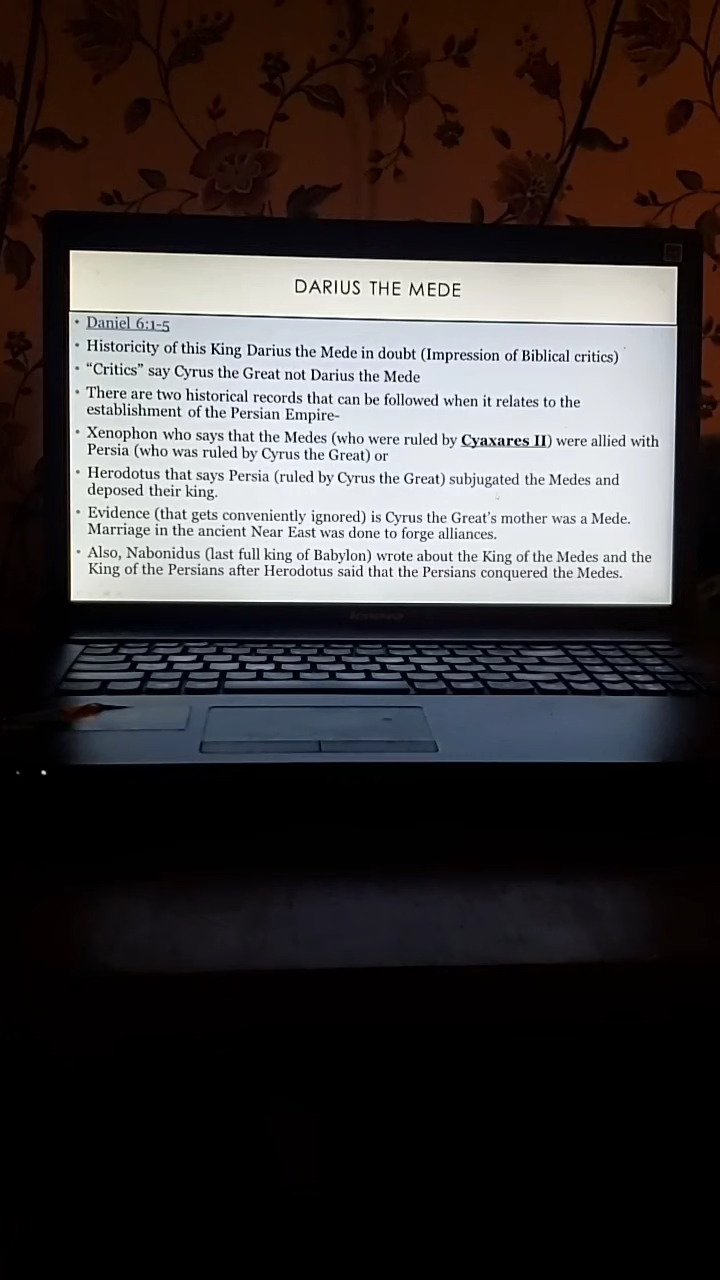 DARIUS THE MEDE
• Daniel 6:1-5
• Historicity of this King Darius the Mede in doubt (Impression of Biblical critics)
• “Critics” say Cyrus the Great not Darius the Mede
• There are two historical records that can be followed when it relates to the
establishment of the Persian Empire-
• Xenophon who says that the Medes (who were ruled by Cyaxares II) were allied with
Persia (who was ruled by Cyrus the Great) or
• Herodotus that says Persia (ruled by Cyrus the Great) subjugated the Medes and
deposed their king.
• Evidence (that gets conveniently ignored) is Cyrus the Great’s mother was a Mede.
Marriage in the ancient Near East was done to forge alliances.
• Also, Nabonidus (last full king of Babylon) wrote about the King of the Medes and the
King of the Persians after Herodotus said that the Persians conquered the Medes.